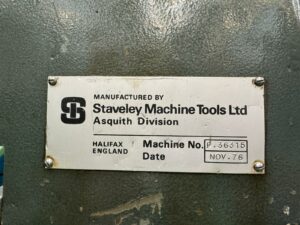 MANUFACTURED BY
Staveley Machine Tools Ltd
Asquith Division
HALIFAX ENGLAND
Machine No.
Date NOV.76